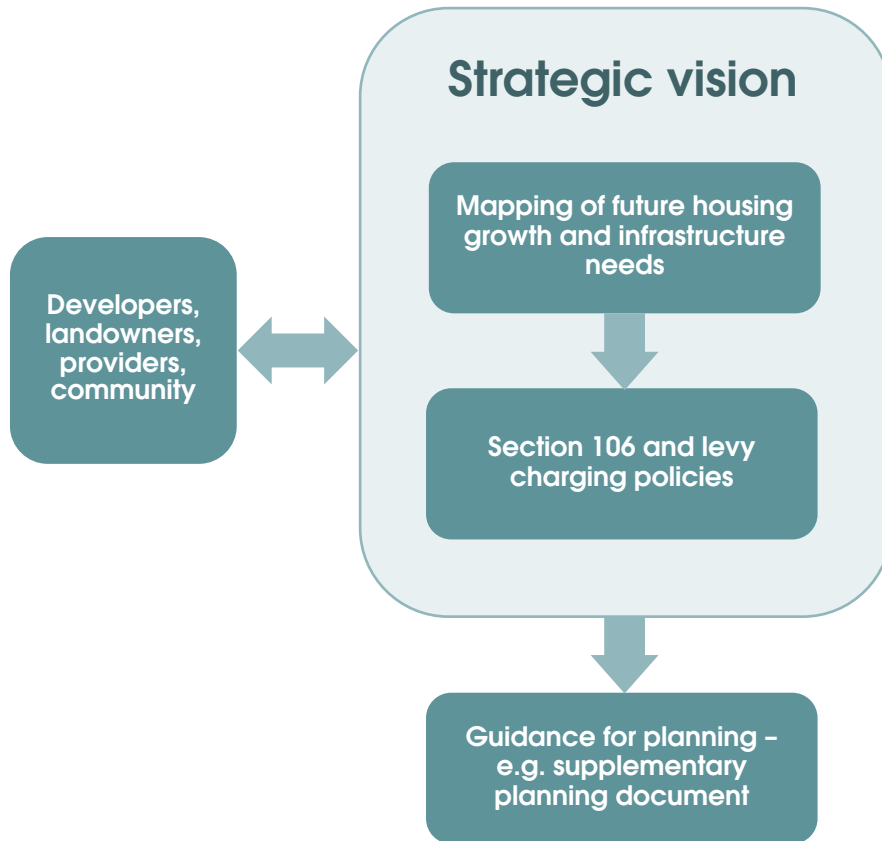 Strategic vision
Mapping of future housing
growth and infrastructure
needs
Developers,
landowners,
providers,
community
Section 106 and levy
charging policies
Guidance for planning –
e.g. supplementary
planning document